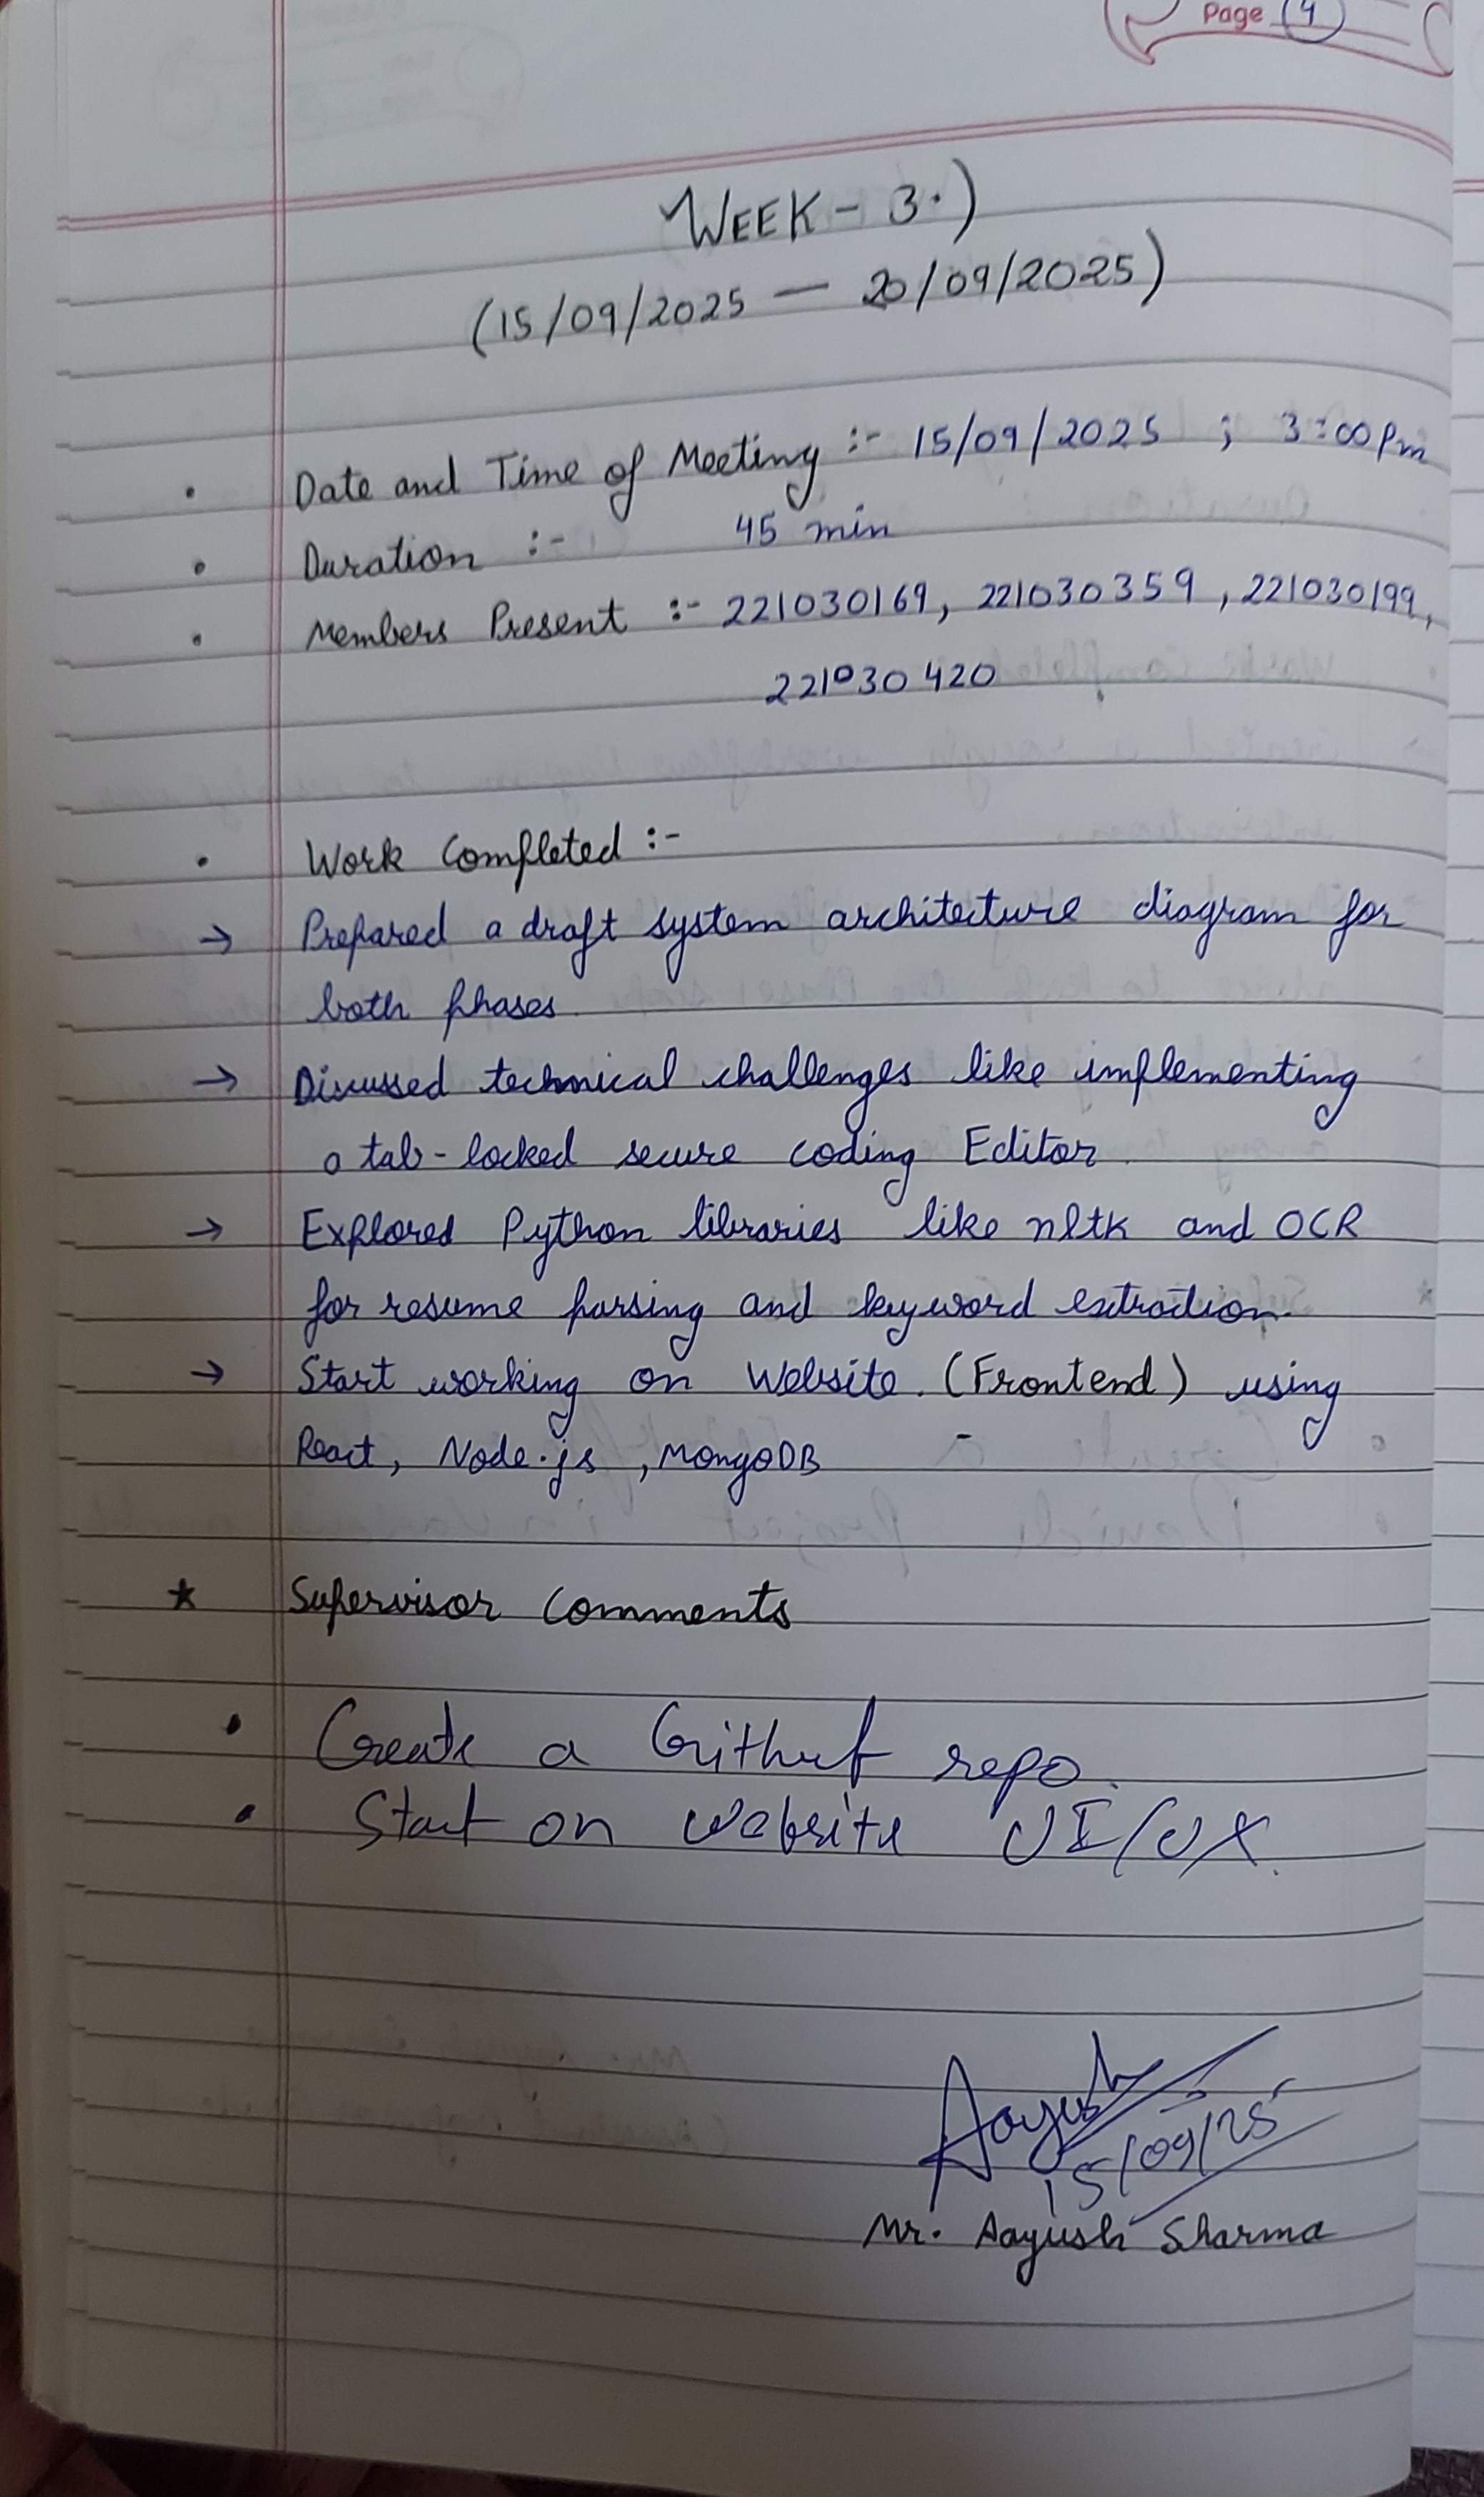 Page 4
WEEK - 3.)
(15/09/2025 — 20/09/2025)
• Date and Time of Meeting :- 15/09/2025 ; 3:00 Pm
• Duration :- 45 min
• Members Present :- 221030169, 221030359, 221030199,
221030420
• Work Completed :-
→ Prepared a draft system architecture diagram for
both phases.
→ Discussed technical challenges like implementing
a tab-locked secure coding Editor.
→ Explored Python libraries like nltk and OCR
for resume parsing and keyword extraction.
→ Start working on Website. (Frontend) using
React, Node.js, MongoDB
★ Supervisor Comments
• Create a Github repo.
• Start on website UI/UX.
Aayush
15/09/25
Mr. Aayush Sharma